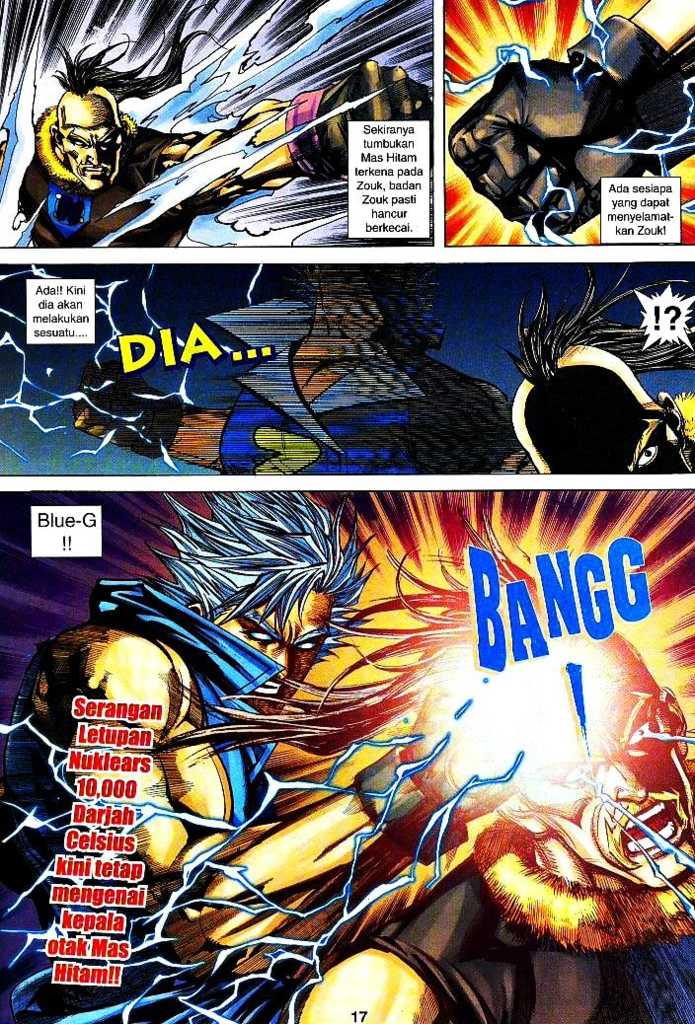 Sekiranya
tumbukan
Mas Hitam
terkena pada
Zouk, badan
Zouk pasti
hancur
berkecai.
Ada sesiapa
yang dapat
menyelamat-
kan Zouk!
Ada!! Kini
dia akan
melakukan
sesuatu....
DIA...
!?
Blue-G
!!
BANGG
!
Serangan
Letupan
Nuklears
10,000
Darjah
Celsius
kini tetap
mengenai
kepala
otak Mas
Hitam!!
17